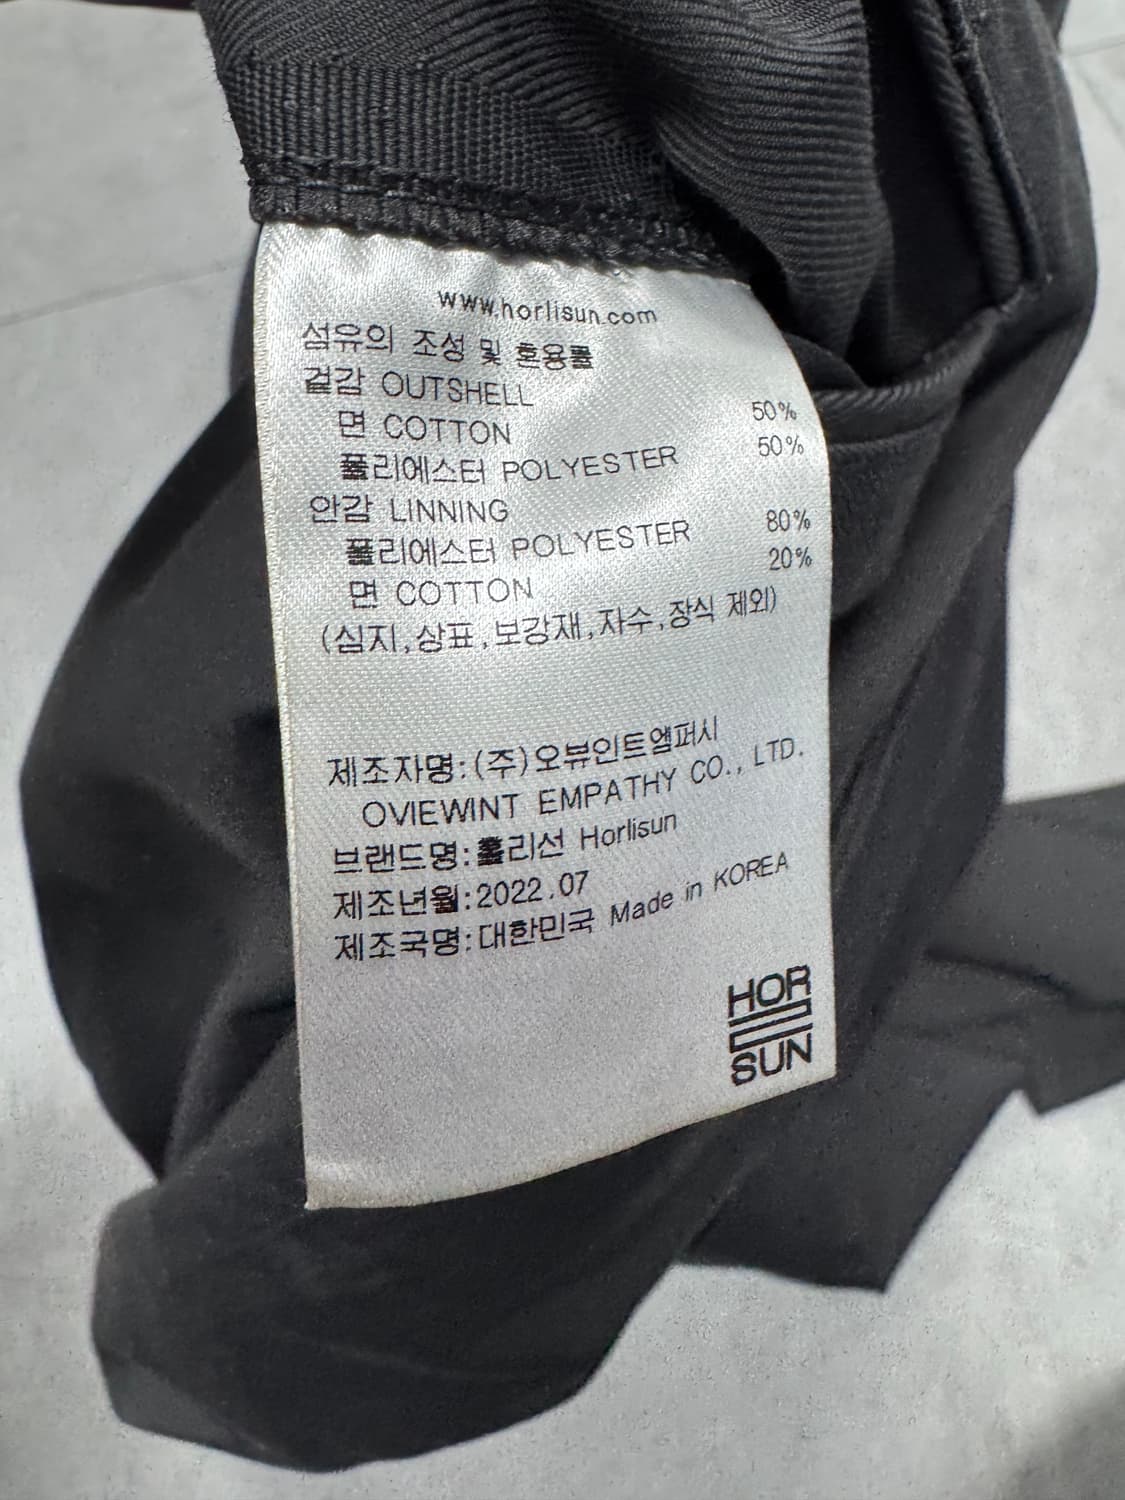 www.horlisun.com
섬유의 조성 및 혼용률
겉감 OUTSHELL
면 COTTON 50%
폴리에스터 POLYESTER 50%
안감 LINNING
폴리에스터 POLYESTER 80%
면 COTTON 20%
(심지,상표,보강재,자수,장식 제외)
제조자명:(주)오뷰인트엠퍼시
OVIEWINT EMPATHY CO., LTD.
브랜드명:홀리선 Horlisun
제조년월:2022.07
제조국명:대한민국 Made in KOREA
HOR
SUN